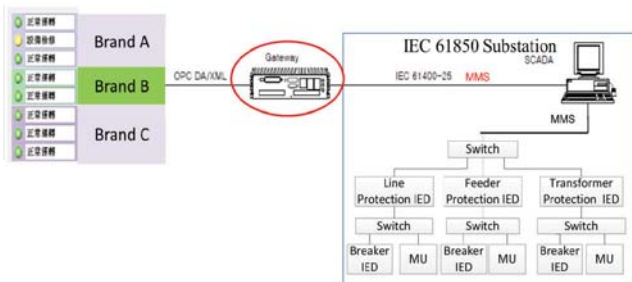 Brand A
Brand B
Brand C
OPC DA/XML
Gateway
IEC 61850 Substation
SCADA
IEC 61400-25 MMS
MMS
Switch
Line
Protection IED
Feeder
Protection IED
Transformer
Protection IED
Switch
Switch
Switch
Breaker
IED
MU
Breaker
IED
MU
Breaker
IED
MU